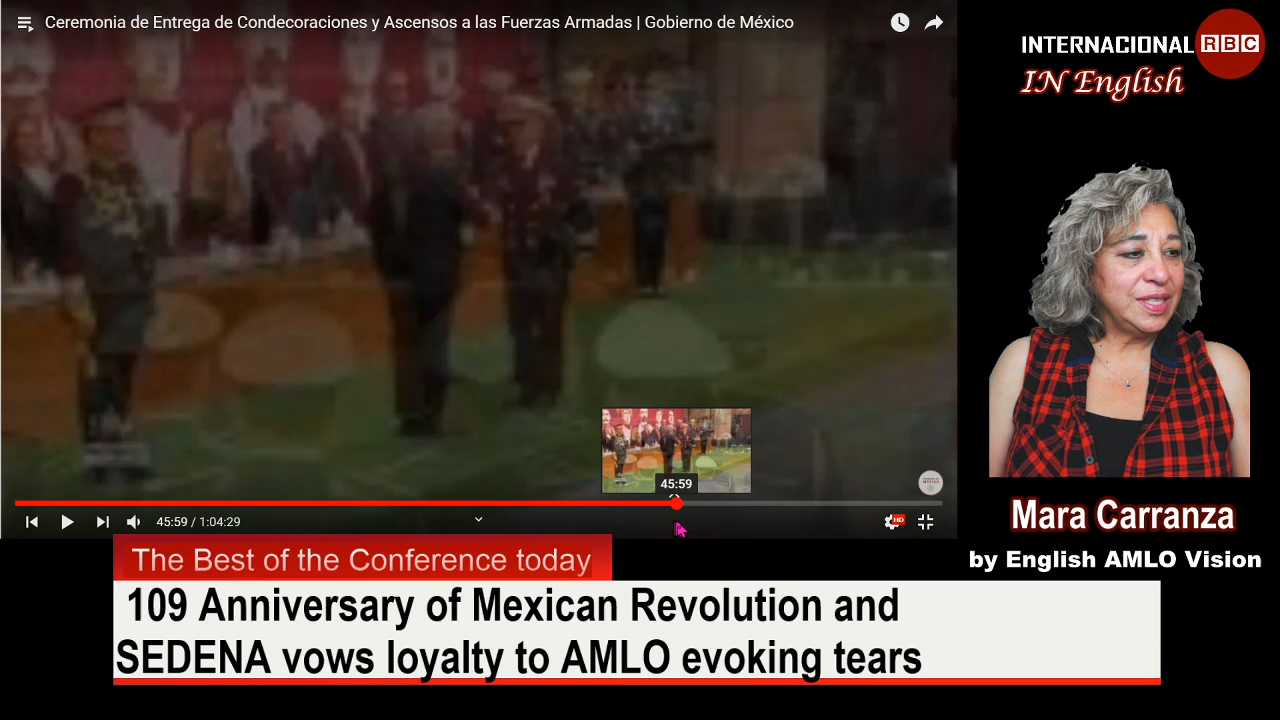 Ceremonia de Entrega de Condecoraciones y Ascensos a las Fuerzas Armadas | Gobierno de México
INTERNACIONAL RBC
IN English
45:59
45:59 / 1:04:29
HD
Mara Carranza
by English AMLO Vision
The Best of the Conference today
109 Anniversary of Mexican Revolution and
SEDENA vows loyalty to AMLO evoking tears